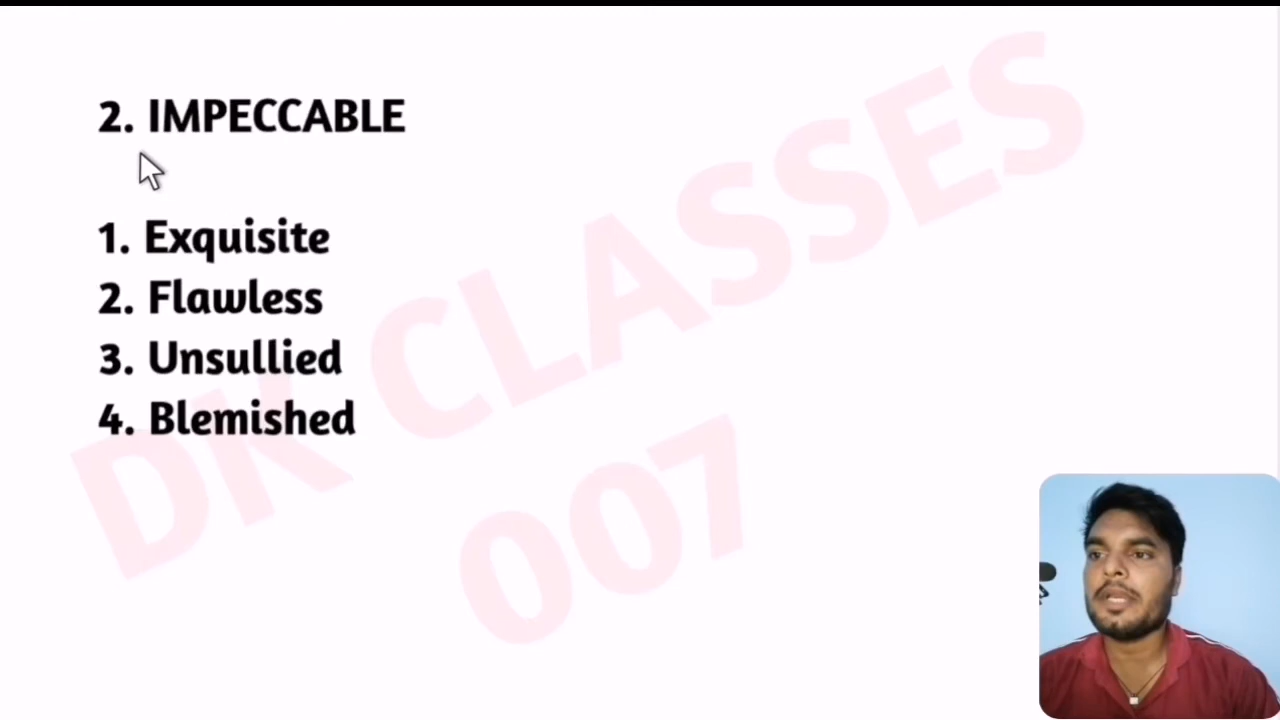 2. IMPECCABLE
1. Exquisite
2. Flawless
3. Unsullied
4. Blemished
DK CLASSES
007